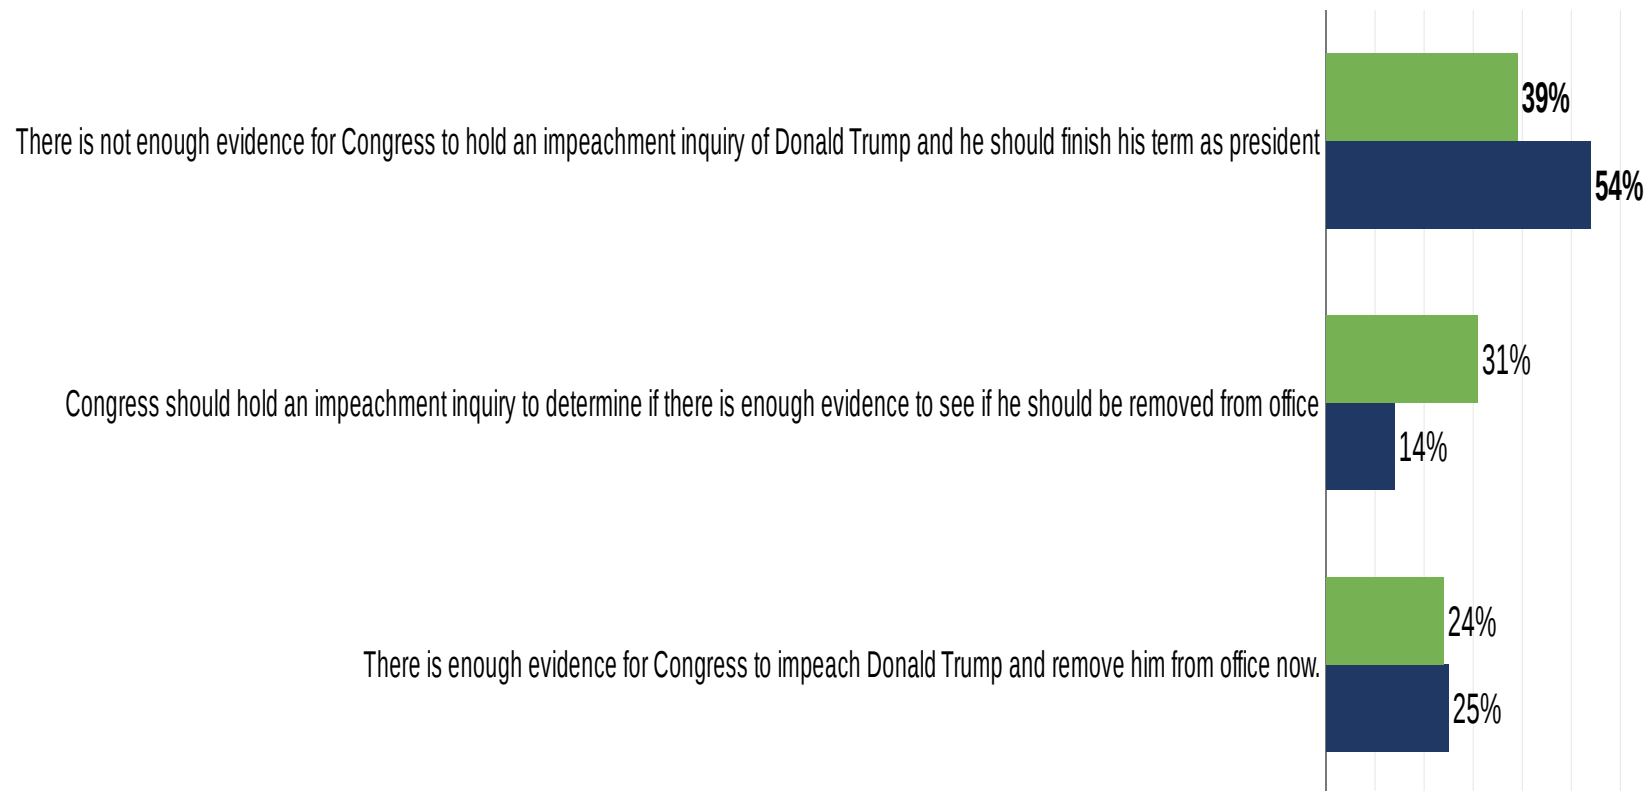 39%
There is not enough evidence for Congress to hold an impeachment inquiry of Donald Trump and he should finish his term as president
54%
31%
Congress should hold an impeachment inquiry to determine if there is enough evidence to see if he should be removed from office
14%
24%
There is enough evidence for Congress to impeach Donald Trump and remove him from office now.
25%